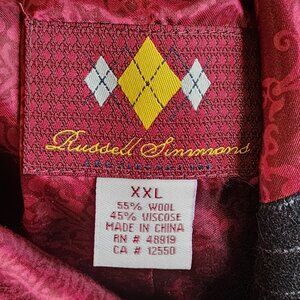 Russell Simmons
XXL
55% WOOL
45% VISCOSE
MADE IN CHINA
RN # 48919
CA # 12550